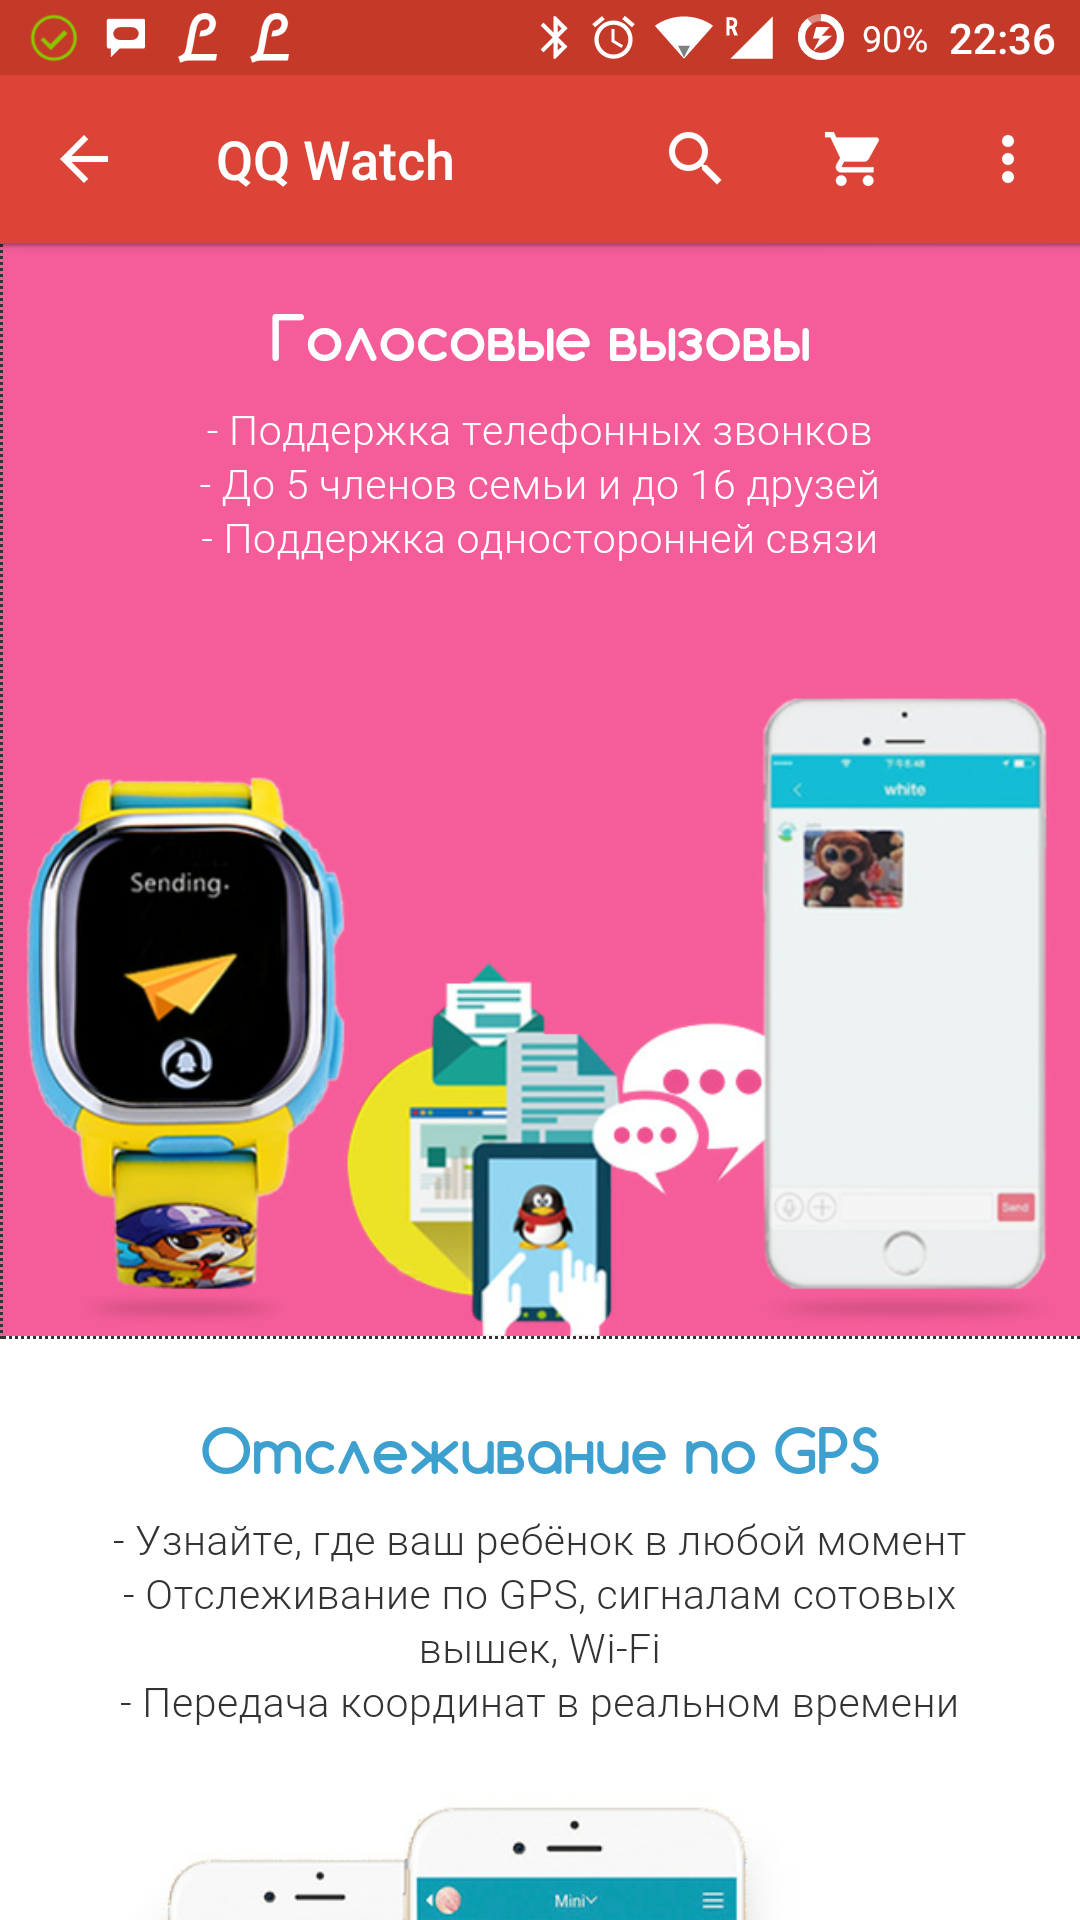 R 90% 22:36
QQ Watch
Голосовые вызовы
- Поддержка телефонных звонков
- До 5 членов семьи и до 16 друзей
- Поддержка односторонней связи
white
Sending.
Send
Отслеживание по GPS
- Узнайте, где ваш ребёнок в любой момент
- Отслеживание по GPS, сигналам сотовых
вышек, Wi-Fi
- Передача координат в реальном времени
Mini